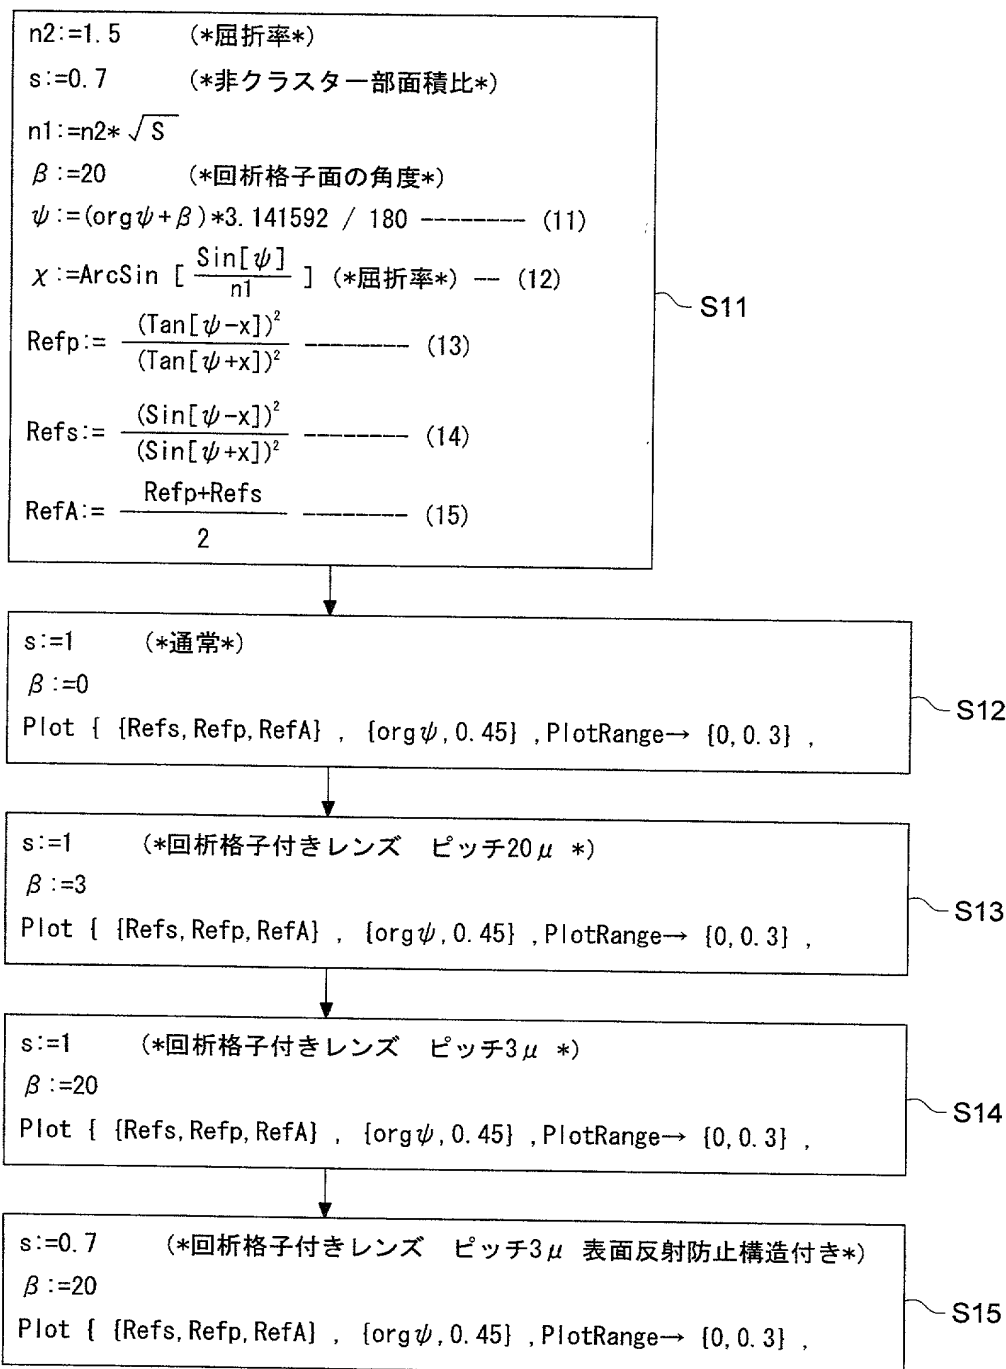 n2:=1.5 (*屈折率*)
s:=0.7 (*非クラスター部面積比*)
n1:=n2*√S
β:=20 (*回析格子面の角度*)
ψ:=(orgψ+β)*3.141592 / 180 -------- (11)
χ:=ArcSin [ Sin[ψ] / n1 ] (*屈折率*) -- (12)
Refp:= (Tan[ψ-x])² / (Tan[ψ+x])² -------- (13)
Refs:= (Sin[ψ-x])² / (Sin[ψ+x])² -------- (14)
RefA:= Refp+Refs / 2 -------- (15)
S11
s:=1 (*通常*)
β:=0
Plot { {Refs,Refp,RefA} , {orgψ,0.45} ,PlotRange→ {0,0.3} ,
S12
s:=1 (*回析格子付きレンズ ピッチ20μ *)
β:=3
Plot { {Refs,Refp,RefA} , {orgψ,0.45} ,PlotRange→ {0,0.3} ,
S13
s:=1 (*回析格子付きレンズ ピッチ3μ *)
β:=20
Plot { {Refs,Refp,RefA} , {orgψ,0.45} ,PlotRange→ {0,0.3} ,
S14
s:=0.7 (*回析格子付きレンズ ピッチ3μ 表面反射防止構造付き*)
β:=20
Plot { {Refs,Refp,RefA} , {orgψ,0.45} ,PlotRange→ {0,0.3} ,
S15